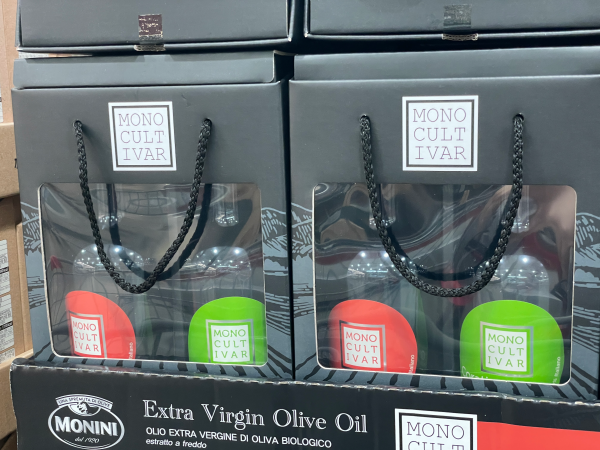 MONO
CULT
IVAR
MONO
CULT
IVAR
MONO
CULT
IVAR
MONO
CULT
IVAR
MONO
CULT
IVAR
MONO
CULT
IVAR
MONINI
dal 1920
Extra Virgin Olive Oil
OLIO EXTRA VERGINE DI OLIVA BIOLOGICO
estratto a freddo
MONO
CULT